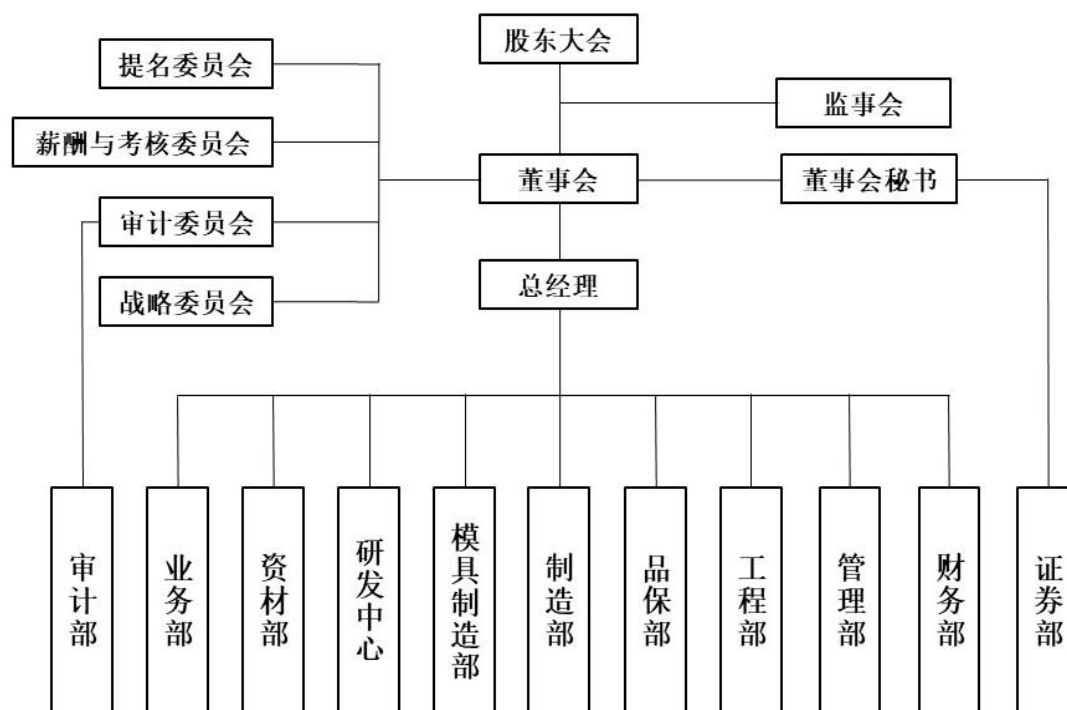 股东大会
提名委员会
监事会
薪酬与考核委员会
董事会
董事会秘书
审计委员会
总经理
战略委员会
审计部
业务部
资材部
研发中心
模具制造部
制造部
品保部
工程部
管理部
财务部
证券部